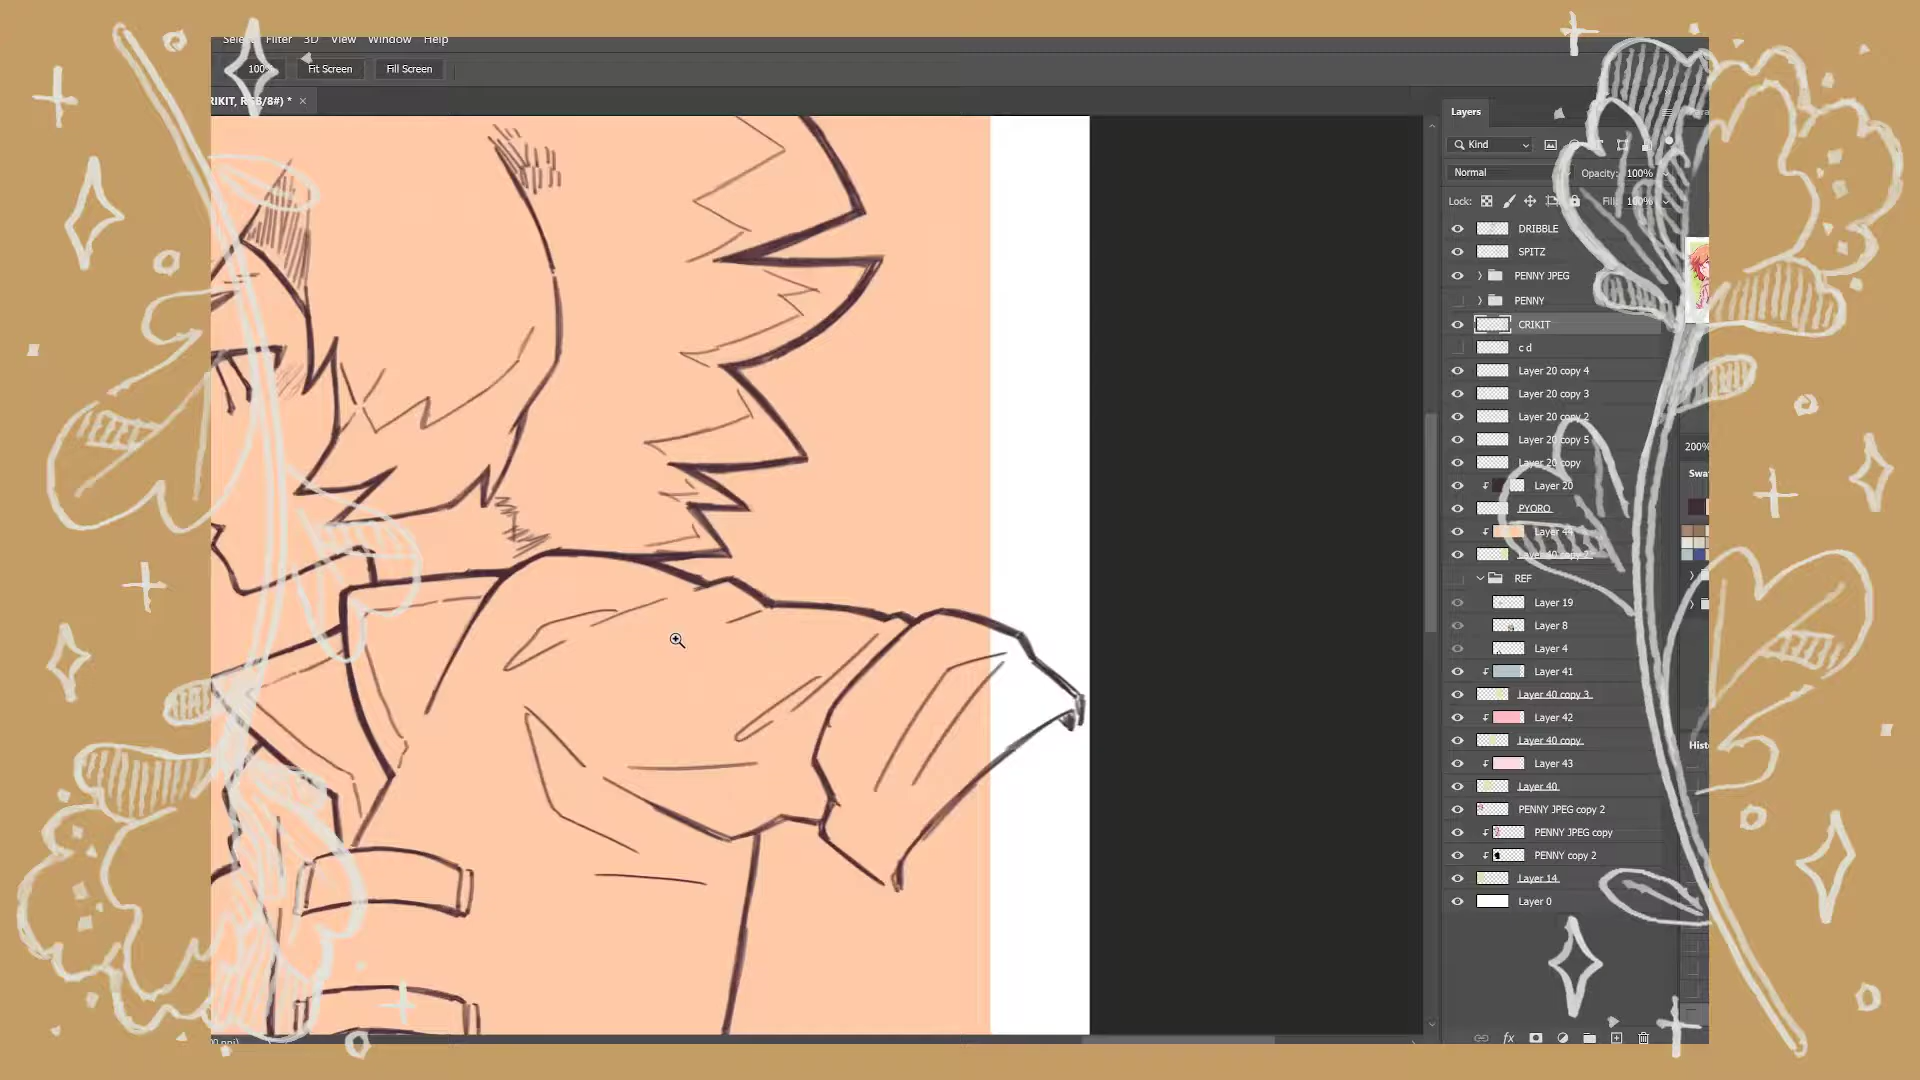 Select Filter 3D View Window Help
100% Fit Screen Fill Screen
RIKIT, RGB/8#) * ×
Layers
Kind
Normal Opacity: 100%
Lock: Fill: 100%
DRIBBLE
SPITZ
PENNY JPEG
PENNY
CRIKIT
c d
Layer 20 copy 4
Layer 20 copy 3
Layer 20 copy 2
Layer 20 copy 5
Layer 20 copy
Layer 20
PYORO
Layer 44
Layer 40 copy 2
REF
Layer 19
Layer 8
Layer 4
Layer 41
Layer 40 copy 3
Layer 42
Layer 40 copy
Layer 43
Layer 40
PENNY JPEG copy 2
PENNY JPEG copy
PENNY copy 2
Layer 14
Layer 0
200%
Swa
Hist
fx